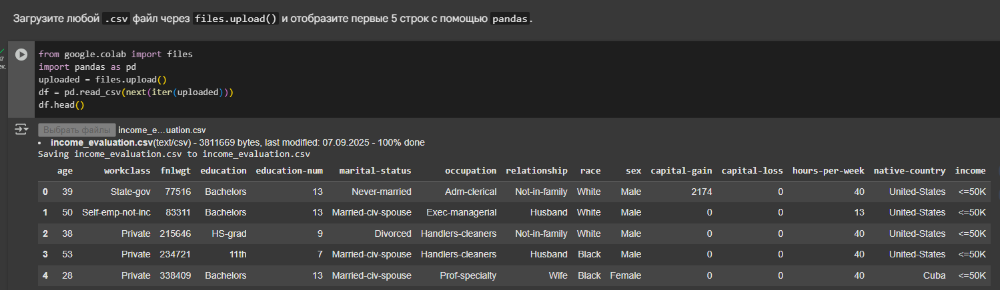 Загрузите любой .csv файл через files.upload() и отобразите первые 5 строк с помощью pandas.
from google.colab import files
import pandas as pd
uploaded = files.upload()
df = pd.read_csv(next(iter(uploaded)))
df.head()
Выбрать файлы income_e...uation.csv
• income_evaluation.csv(text/csv) - 3811669 bytes, last modified: 07.09.2025 - 100% done
Saving income_evaluation.csv to income_evaluation.csv
age workclass fnlwgt education education-num marital-status occupation relationship race sex capital-gain capital-loss hours-per-week native-country income
0 39 State-gov 77516 Bachelors 13 Never-married Adm-clerical Not-in-family White Male 2174 0 40 United-States <=50K
1 50 Self-emp-not-inc 83311 Bachelors 13 Married-civ-spouse Exec-managerial Husband White Male 0 0 13 United-States <=50K
2 38 Private 215646 HS-grad 9 Divorced Handlers-cleaners Not-in-family White Male 0 0 40 United-States <=50K
3 53 Private 234721 11th 7 Married-civ-spouse Handlers-cleaners Husband Black Male 0 0 40 United-States <=50K
4 28 Private 338409 Bachelors 13 Married-civ-spouse Prof-specialty Wife Black Female 0 0 40 Cuba <=50K